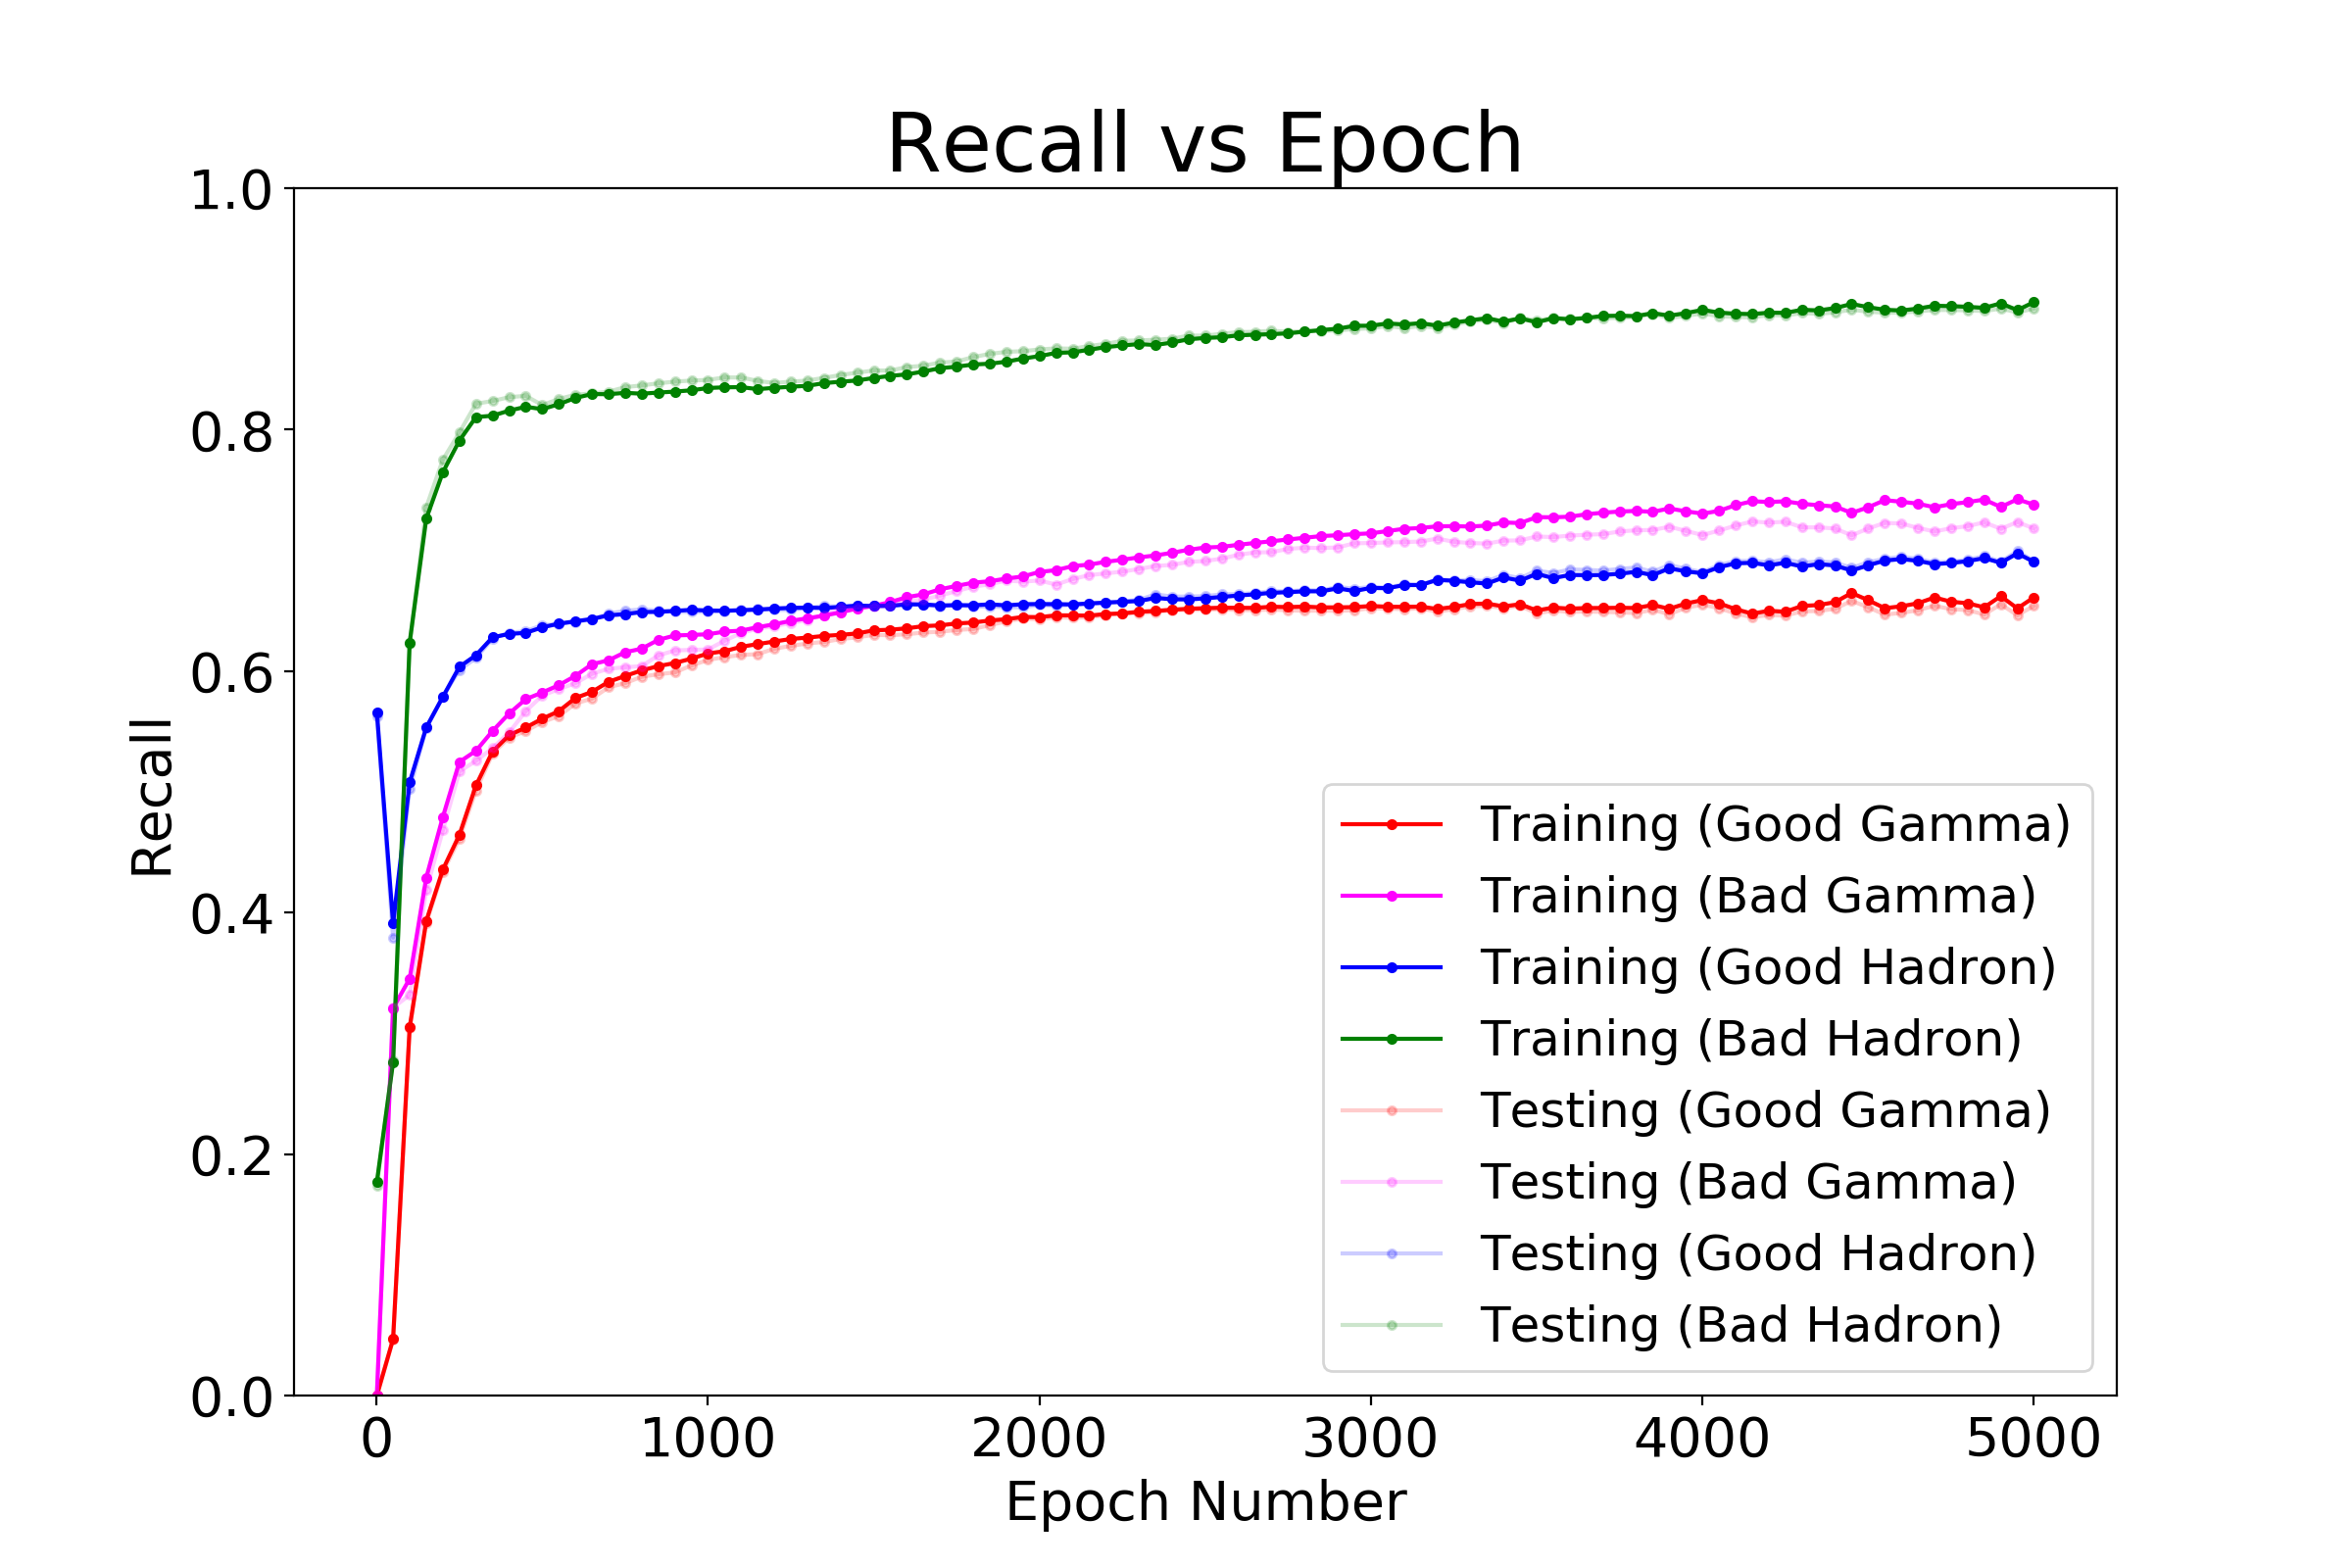 Recall vs Epoch
1.0
0.8
0.6
0.4
0.2
0.0
Recall
0 1000 2000 3000 4000 5000
Epoch Number
Training (Good Gamma)
Training (Bad Gamma)
Training (Good Hadron)
Training (Bad Hadron)
Testing (Good Gamma)
Testing (Bad Gamma)
Testing (Good Hadron)
Testing (Bad Hadron)